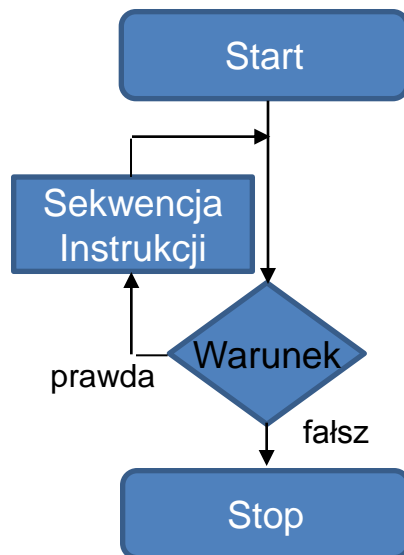 Start
Sekwencja
Instrukcji
Warunek
prawda
fałsz
Stop